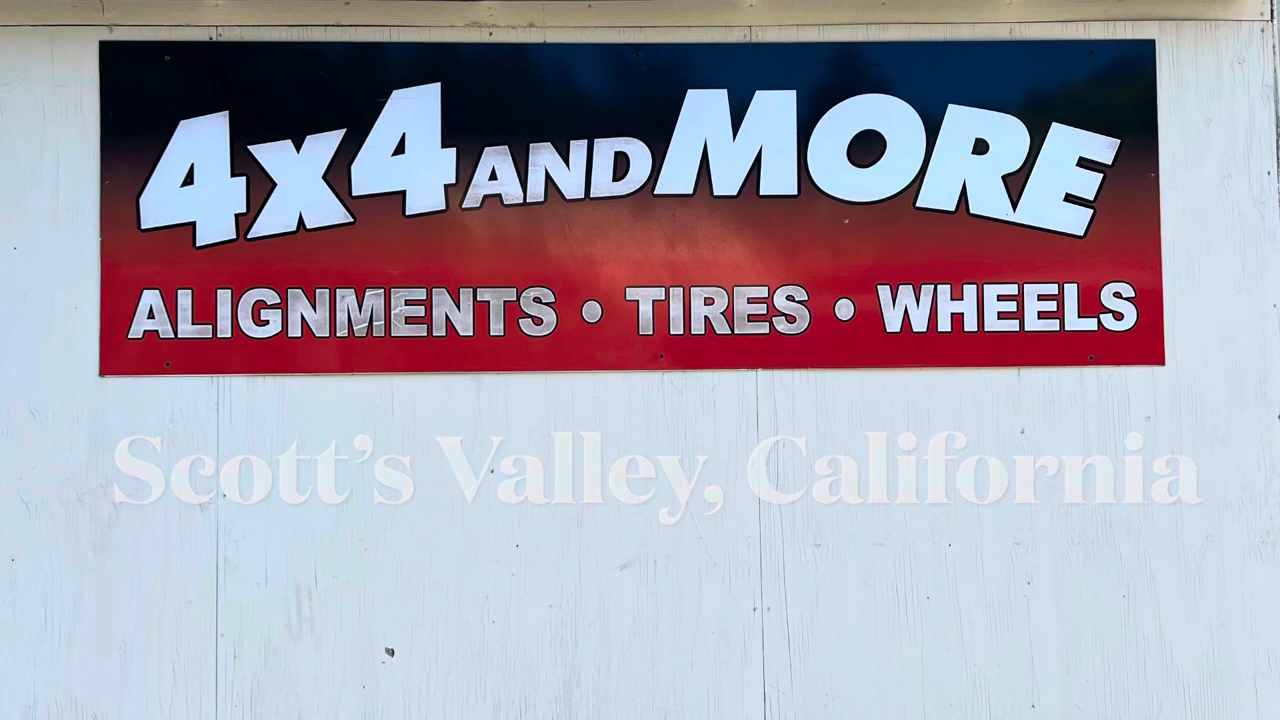 4x4 AND MORE
ALIGNMENTS • TIRES • WHEELS
Scott’s Valley, California